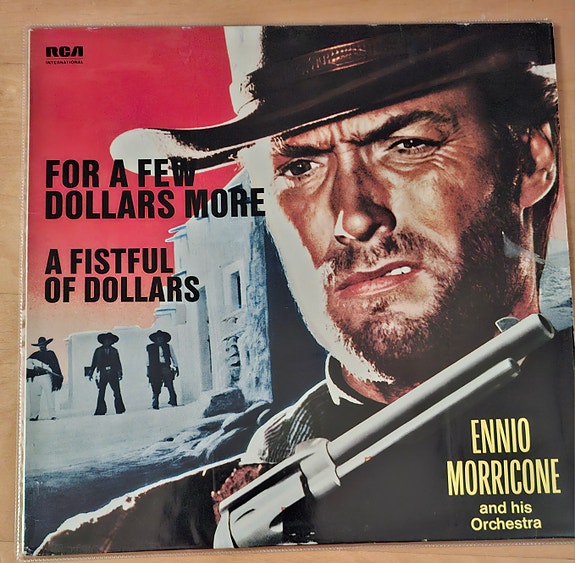 RCA
INTERNATIONAL
FOR A FEW
DOLLARS MORE
A FISTFUL
OF DOLLARS
ENNIO
MORRICONE
and his
Orchestra